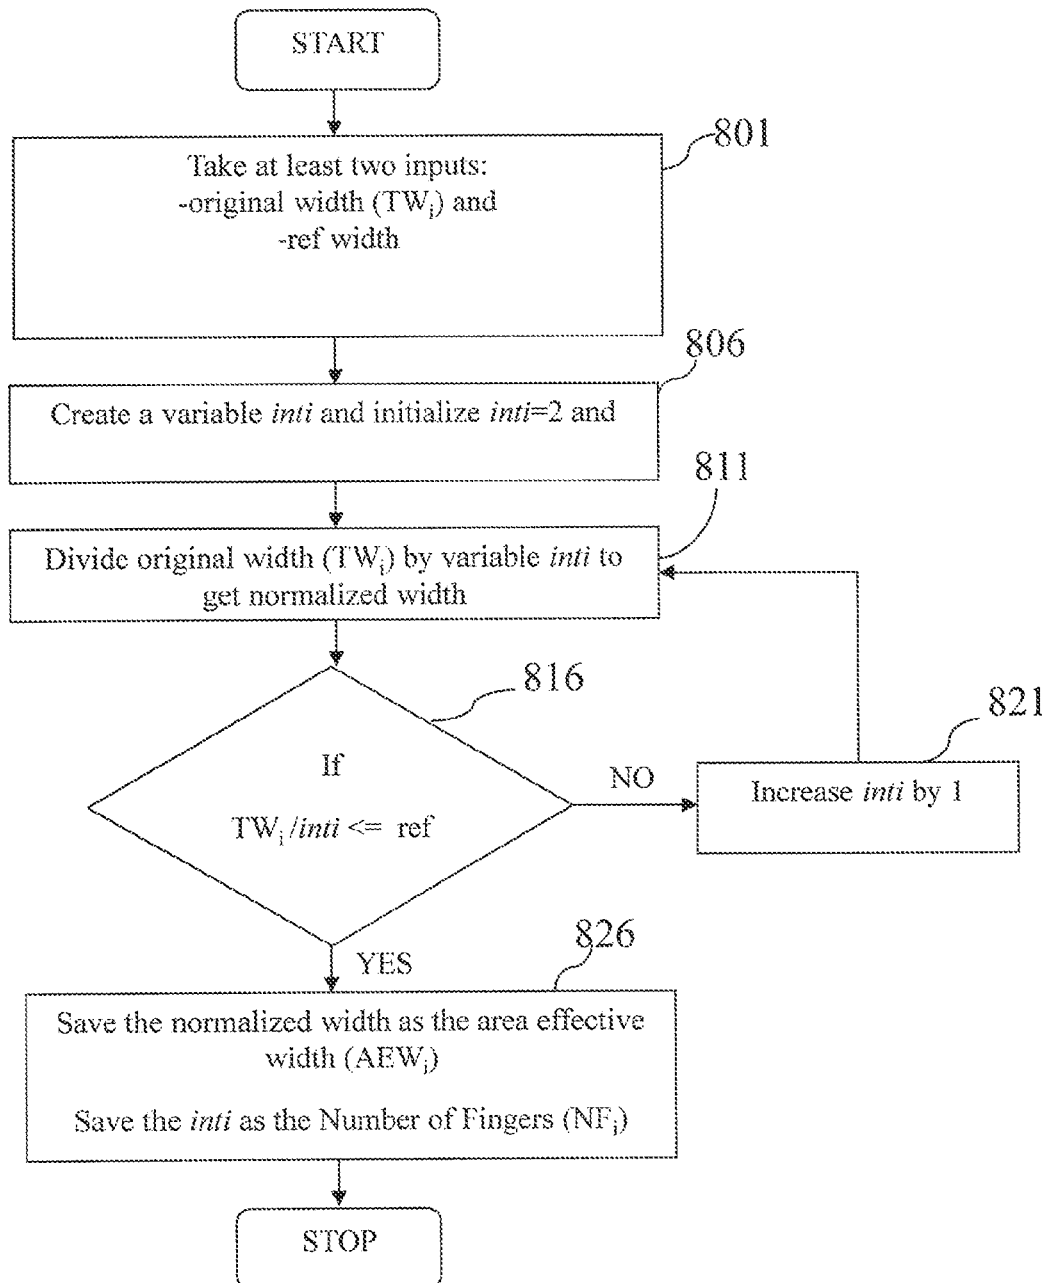 START
801
Take at least two inputs:
-original width (TWi) and
-ref width
806
Create a variable inti and initialize inti=2 and
811
Divide original width (TWi) by variable inti to
get normalized width
816
If
TWi /inti <= ref
NO
821
Increase inti by 1
YES
826
Save the normalized width as the area effective
width (AEWi)
Save the inti as the Number of Fingers (NFi)
STOP